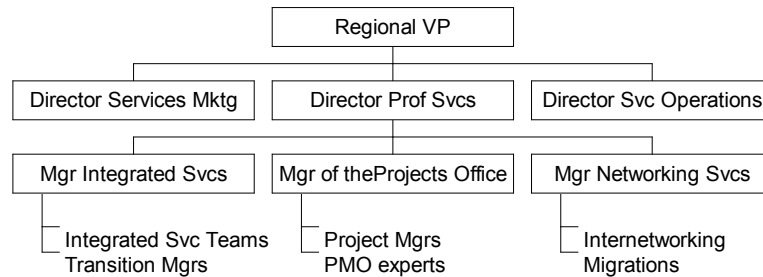 Regional VP
Director Services Mktg
Director Prof Svcs
Director Svc Operations
Mgr Integrated Svcs
Mgr of theProjects Office
Mgr Networking Svcs
Integrated Svc Teams
Transition Mgrs
Project Mgrs
PMO experts
Internetworking
Migrations